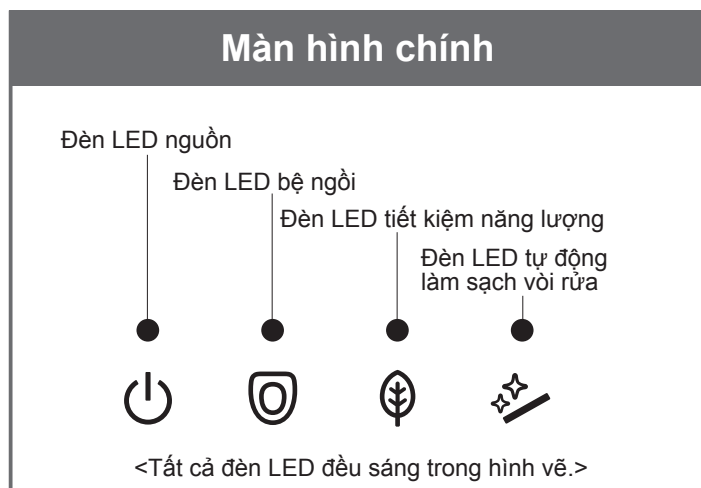 Màn hình chính
Đèn LED nguồn
Đèn LED bệ ngồi
Đèn LED tiết kiệm năng lượng
Đèn LED tự động
làm sạch vòi rửa
<Tất cả đèn LED đều sáng trong hình vẽ.>